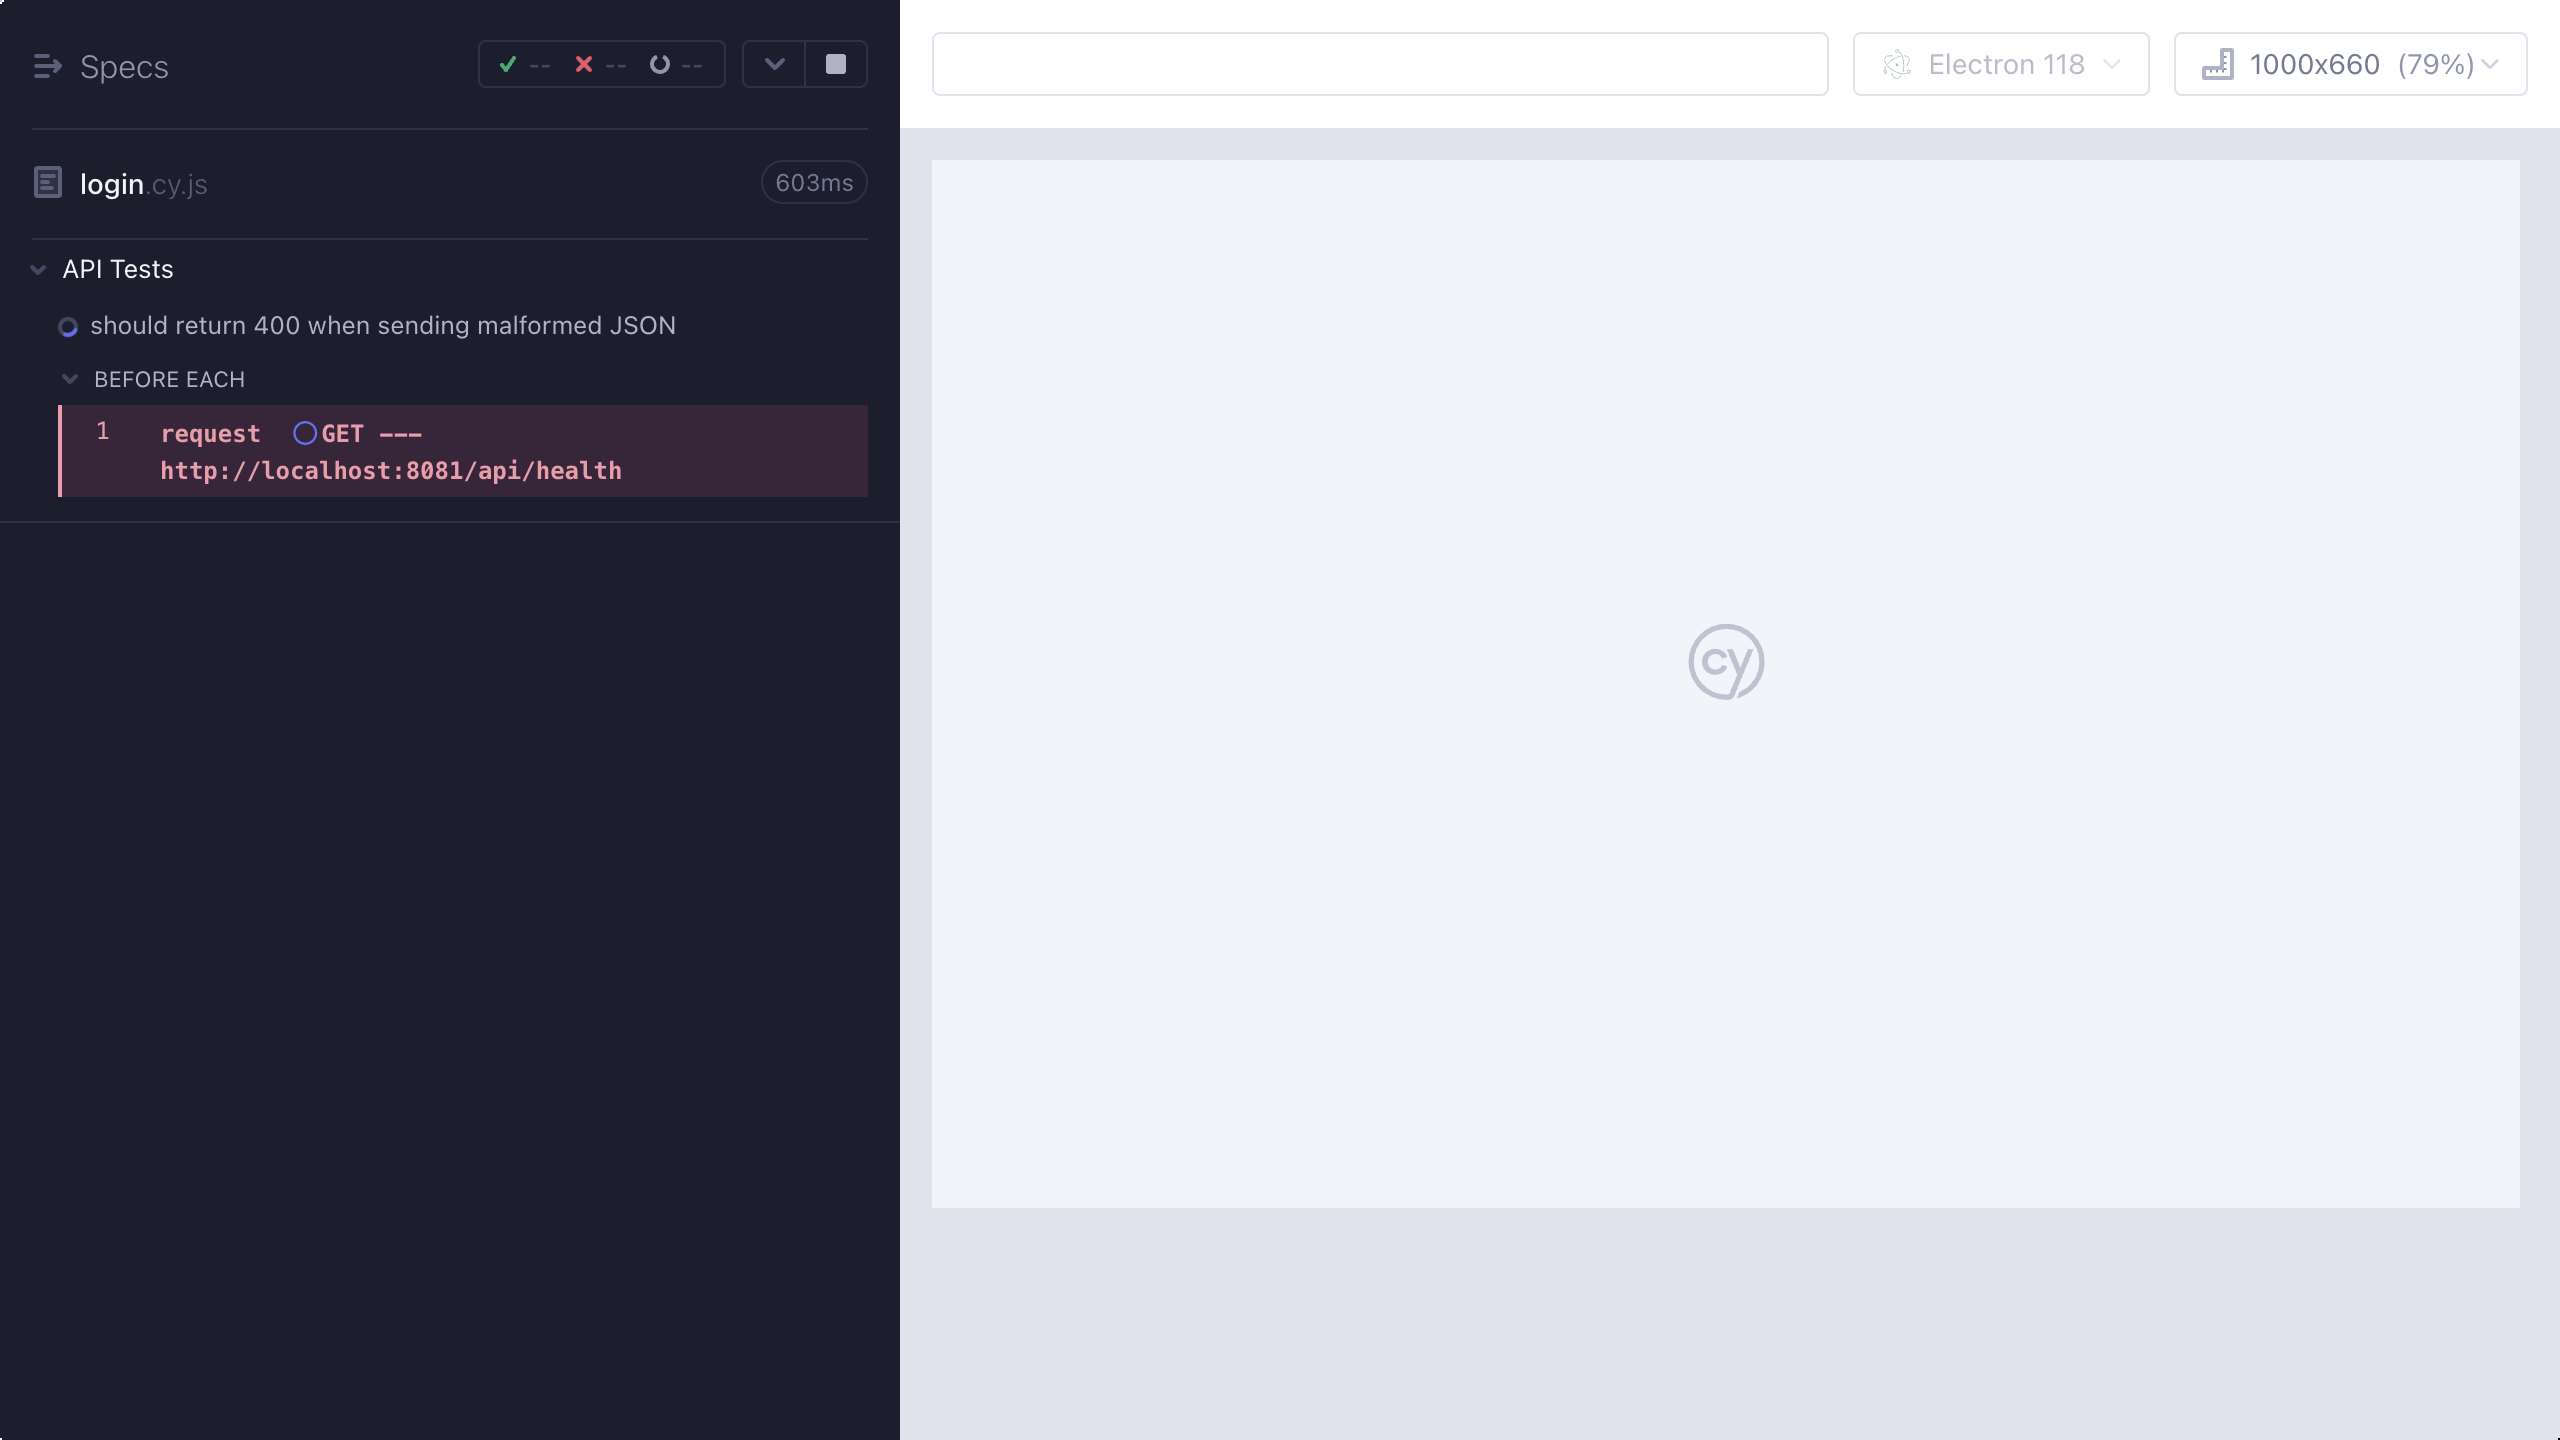 Specs
-- -- --
Electron 118
1000x660 (79%)
login.cy.js
603ms
API Tests
should return 400 when sending malformed JSON
BEFORE EACH
1 request GET ---
http://localhost:8081/api/health
cy